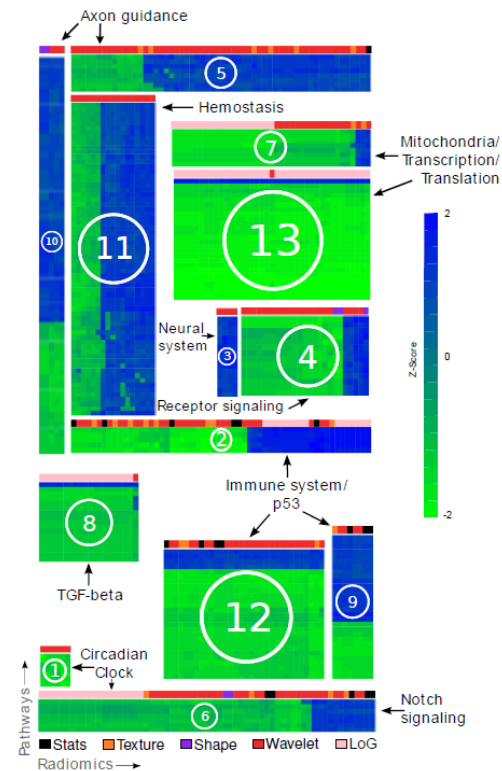 Axon guidance
5
Hemostasis
7
Mitochondria/
Transcription/
Translation
10
11
13
2
Z-Score
0
-2
Neural
system
3
4
Receptor signaling
2
Immune system/
p53
8
TGF-beta
12
9
Circadian
Clock
1
6
Notch
signaling
Pathways
Stats Texture Shape Wavelet LoG
Radiomics